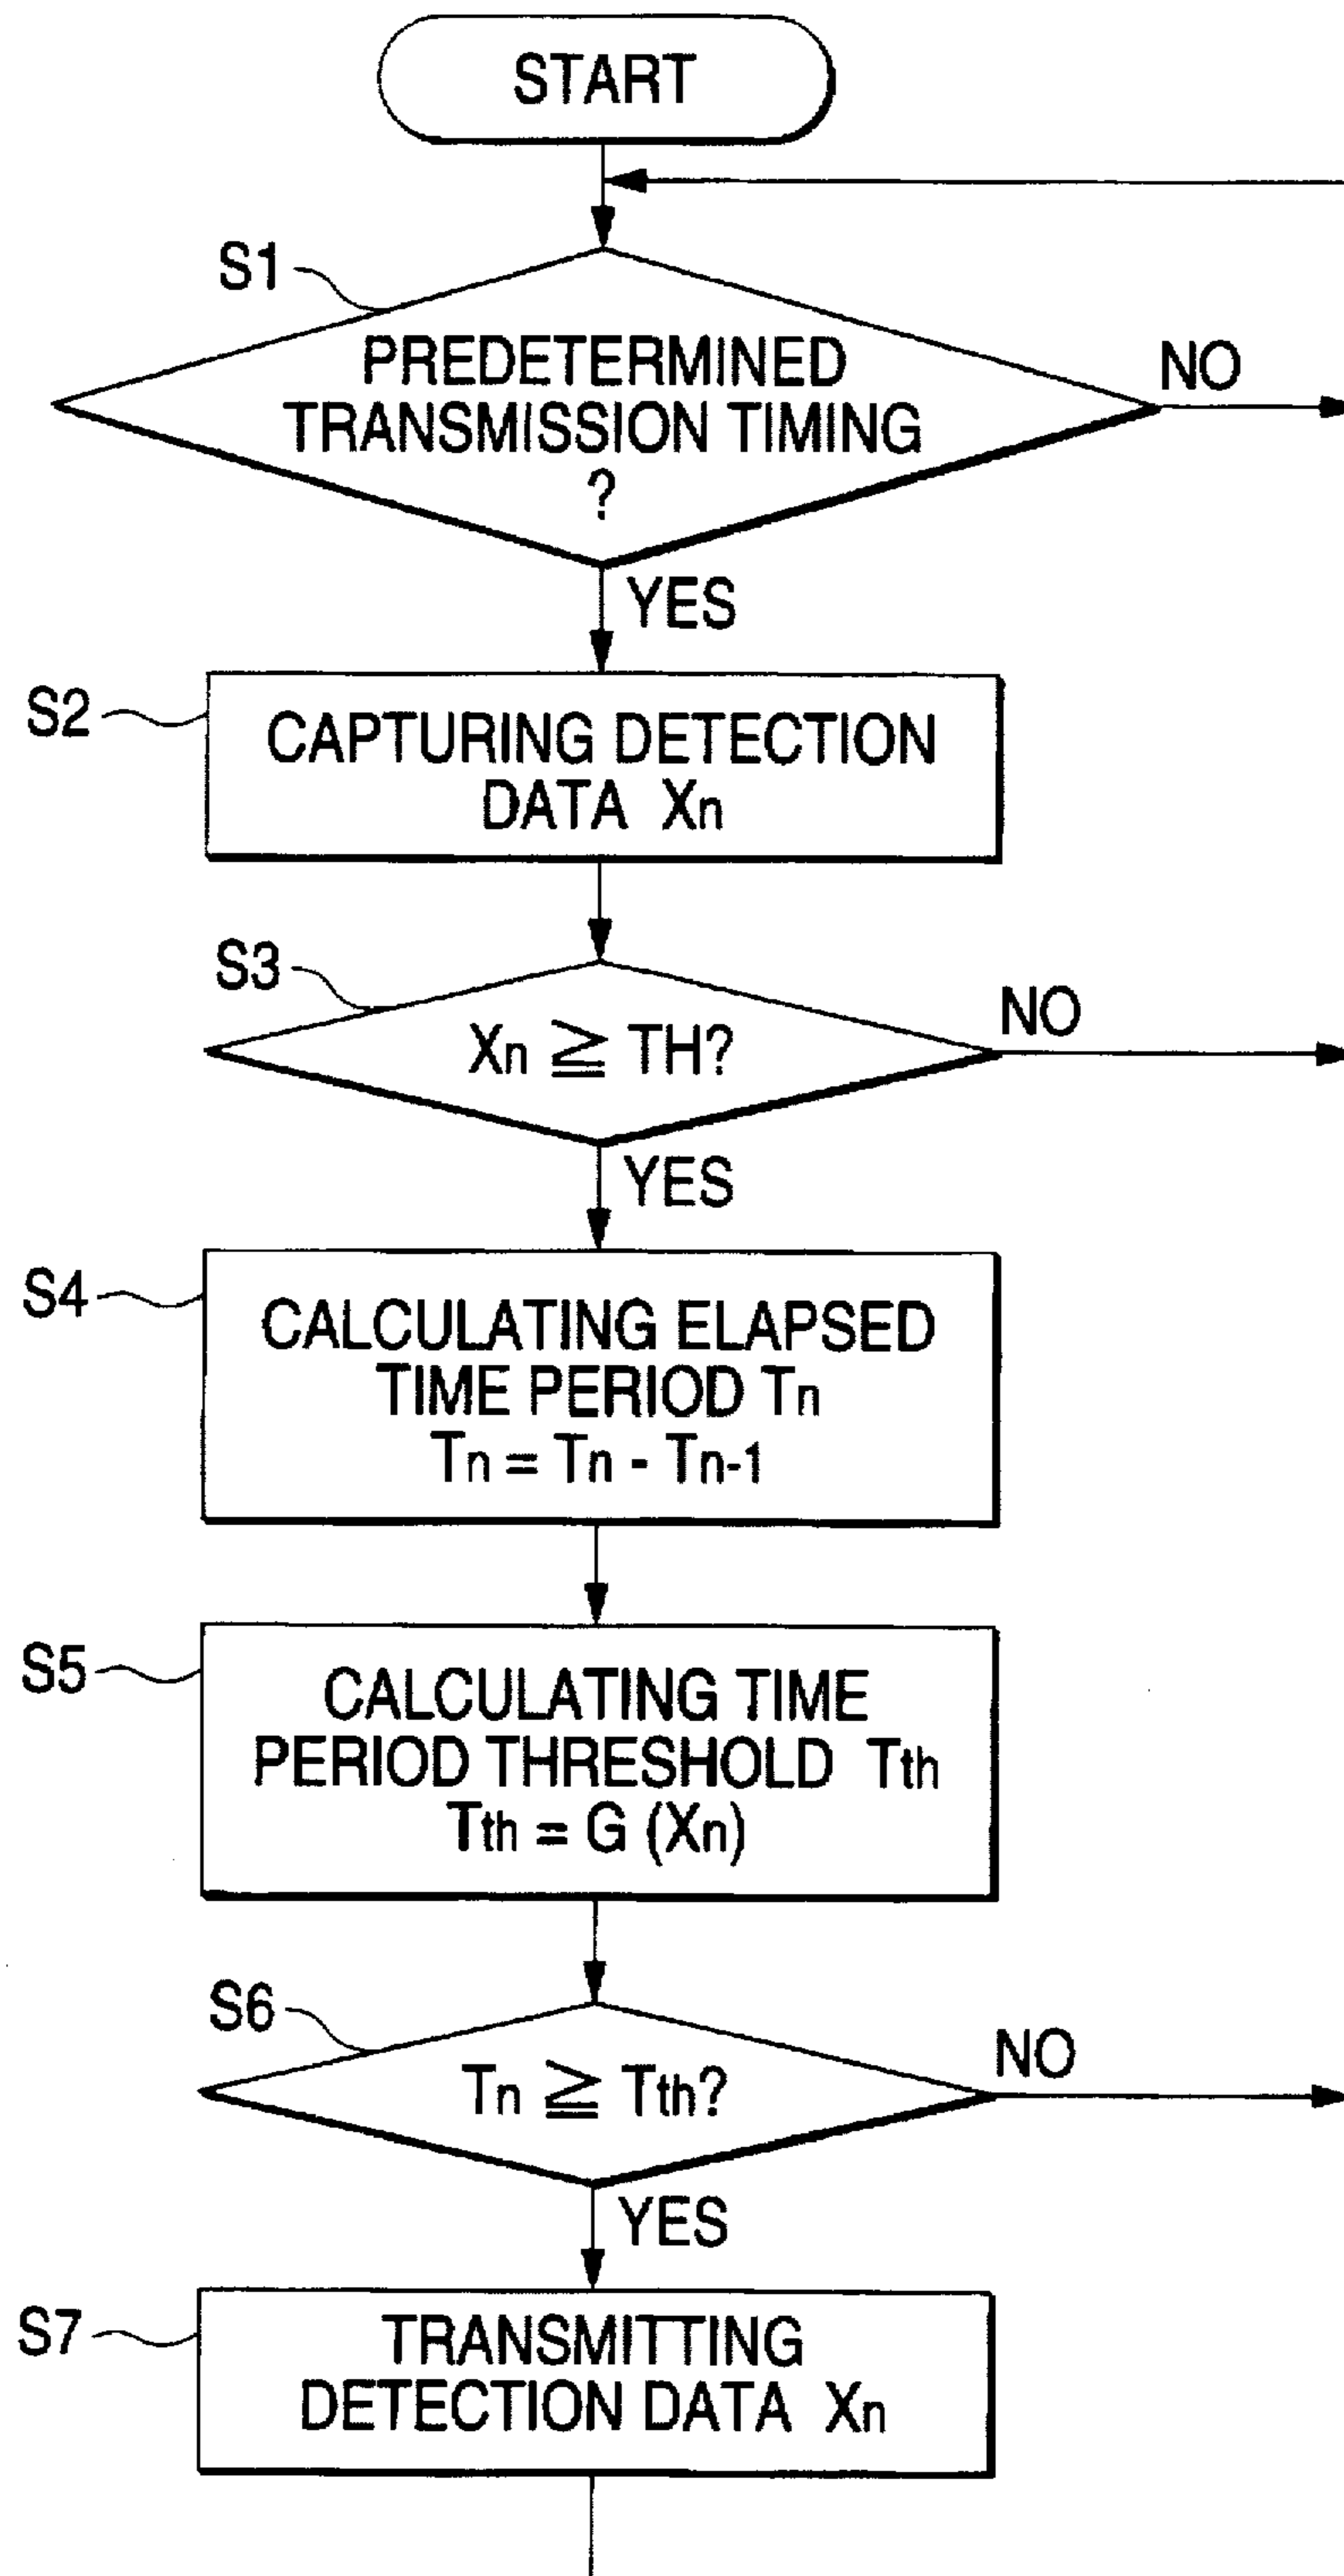 START
S1
PREDETERMINED
TRANSMISSION TIMING
?
NO
YES
S2
CAPTURING DETECTION
DATA Xn
S3
Xn ≧ TH?
NO
YES
S4
CALCULATING ELAPSED
TIME PERIOD Tn
Tn = Tn - Tn-1
S5
CALCULATING TIME
PERIOD THRESHOLD Tth
Tth = G (Xn)
S6
Tn ≧ Tth?
NO
YES
S7
TRANSMITTING
DETECTION DATA Xn